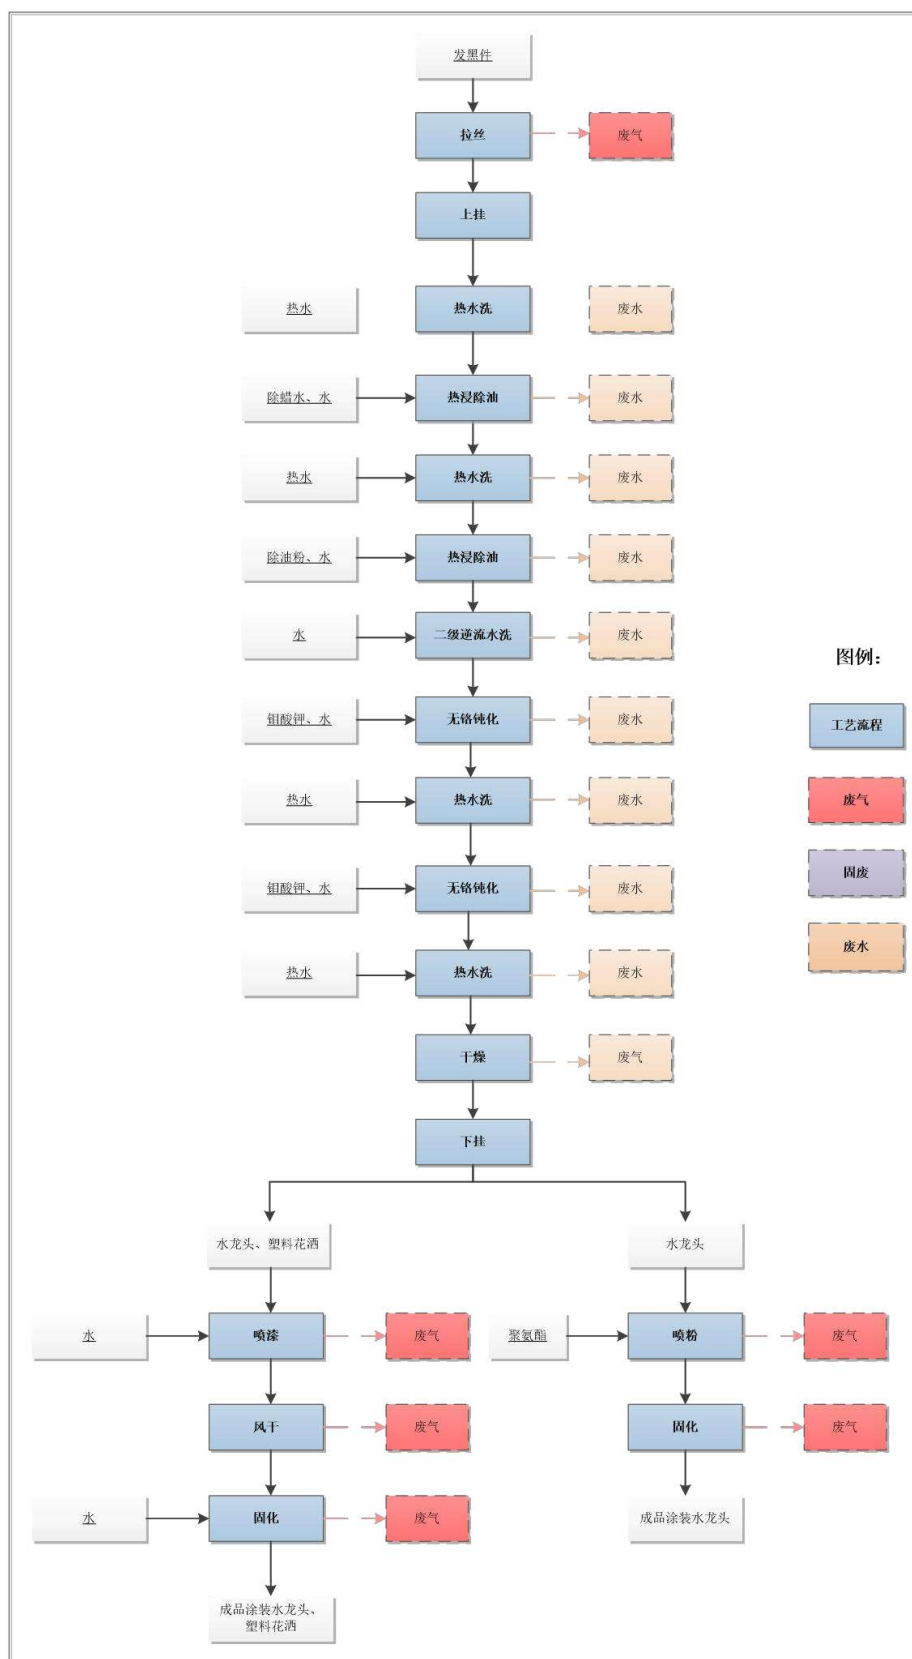 发黑件
拉丝
废气
上挂
热水
热水洗
废水
除蜡水、水
热浸除油
废水
热水
热水洗
废水
除油粉、水
热浸除油
废水
水
二级逆流水洗
废水
图例：
钼酸钾、水
无铬钝化
废水
工艺流程
热水
热水洗
废水
废气
钼酸钾、水
无铬钝化
废水
固废
热水
热水洗
废水
废水
干燥
废气
下挂
水龙头、塑料花洒
水龙头
水
喷漆
废气
聚氨酯
喷粉
废气
风干
废气
固化
废气
水
固化
废气
成品涂装水龙头
成品涂装水龙头、
塑料花洒